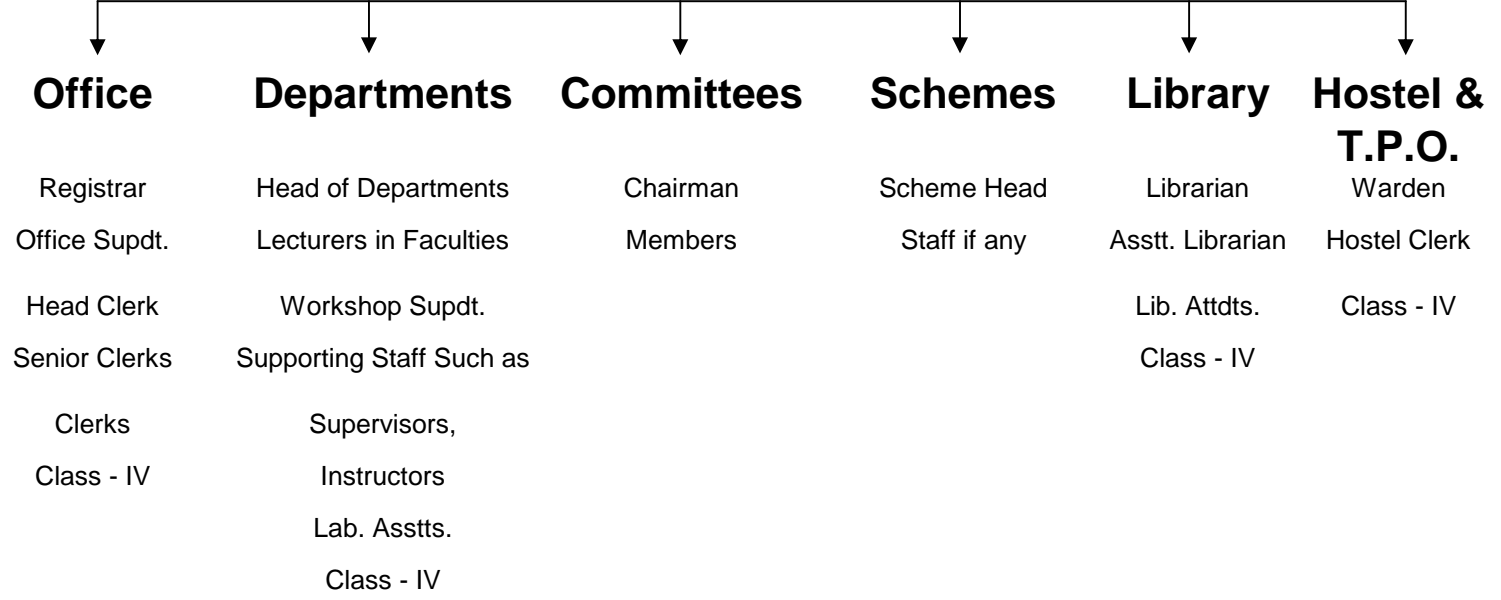 Office
Registrar
Office Supdt.
Head Clerk
Senior Clerks
Clerks
Class - IV
Departments
Head of Departments
Lecturers in Faculties
Workshop Supdt.
Supporting Staff Such as
Supervisors,
Instructors
Lab. Asstts.
Class - IV
Committees
Chairman
Members
Schemes
Scheme Head
Staff if any
Library
Librarian
Asstt. Librarian
Lib. Attdts.
Class - IV
Hostel &
T.P.O.
Warden
Hostel Clerk
Class - IV